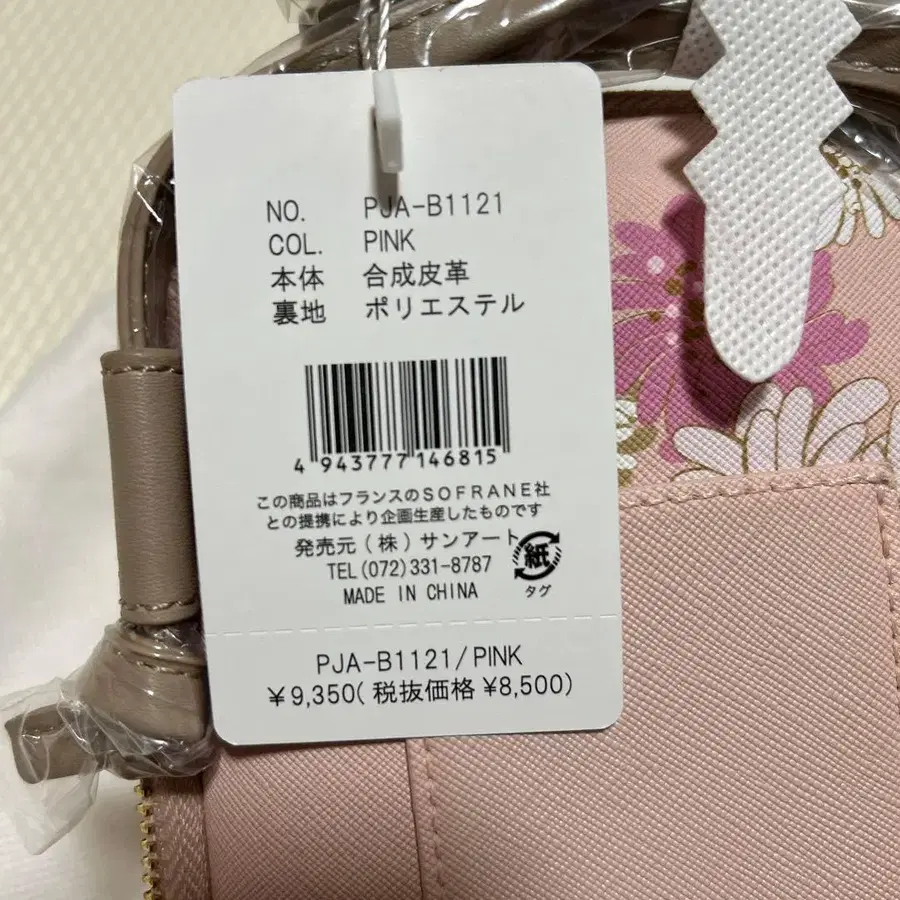 NO. PJA-B1121
COL. PINK
本体 合成皮革
裏地 ポリエステル
4 943777 146815
この商品はフランスのSOFRANE社
との提携により企画生産したものです
発売元(株)サンアート
紙
TEL(072)331-8787
タグ
MADE IN CHINA
PJA-B1121/PINK
¥9,350(税抜価格 ¥8,500)